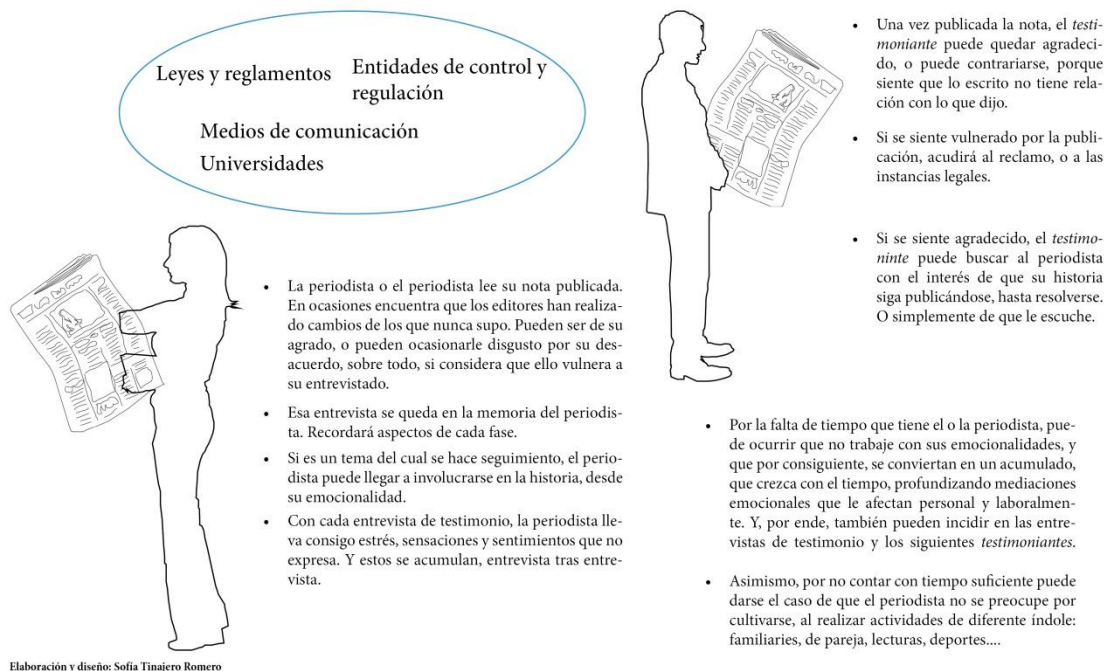 Leyes y reglamentos
Entidades de control y
regulación
Medios de comunicación
Universidades
• Una vez publicada la nota, el testi-
moniante puede quedar agradeci-
do, o puede contrariarse, porque
siente que lo escrito no tiene rela-
ción con lo que dijo.
• Si se siente vulnerado por la publi-
cación, acudirá al reclamo, o a las
instancias legales.
• Si se siente agradecido, el testimo-
ninte puede buscar al periodista
con el interés de que su historia
siga publicándose, hasta resolverse.
O simplemente de que le escuche.
• La periodista o el periodista lee su nota publicada.
En ocasiones encuentra que los editores han realiza-
do cambios de los que nunca supo. Pueden ser de su
agrado, o pueden ocasionarle disgusto por su des-
acuerdo, sobre todo, si considera que ello vulnera a
su entrevistado.
• Esa entrevista se queda en la memoria del periodis-
ta. Recordará aspectos de cada fase.
• Si es un tema del cual se hace seguimiento, el perio-
dista puede llegar a involucrarse en la historia, desde
su emocionalidad.
• Con cada entrevista de testimonio, la periodista lle-
va consigo estrés, sensaciones y sentimientos que no
expresa. Y estos se acumulan, entrevista tras entre-
vista.
• Por la falta de tiempo que tiene el o la periodista, pue-
de ocurrir que no trabaje con sus emocionalidades, y
que por consiguiente, se conviertan en un acumulado,
que crezca con el tiempo, profundizando mediaciones
emocionales que le afectan personal y laboralmen-
te. Y, por ende, también pueden incidir en las entre-
vistas de testimonio y los siguientes testimoniantes.
• Asimismo, por no contar con tiempo suficiente puede
darse el caso de que el periodista no se preocupe por
cultivarse, al realizar actividades de diferente índole:
familiaries, de pareja, lecturas, deportes....
Elaboración y diseño: Sofía Tinajero Romero